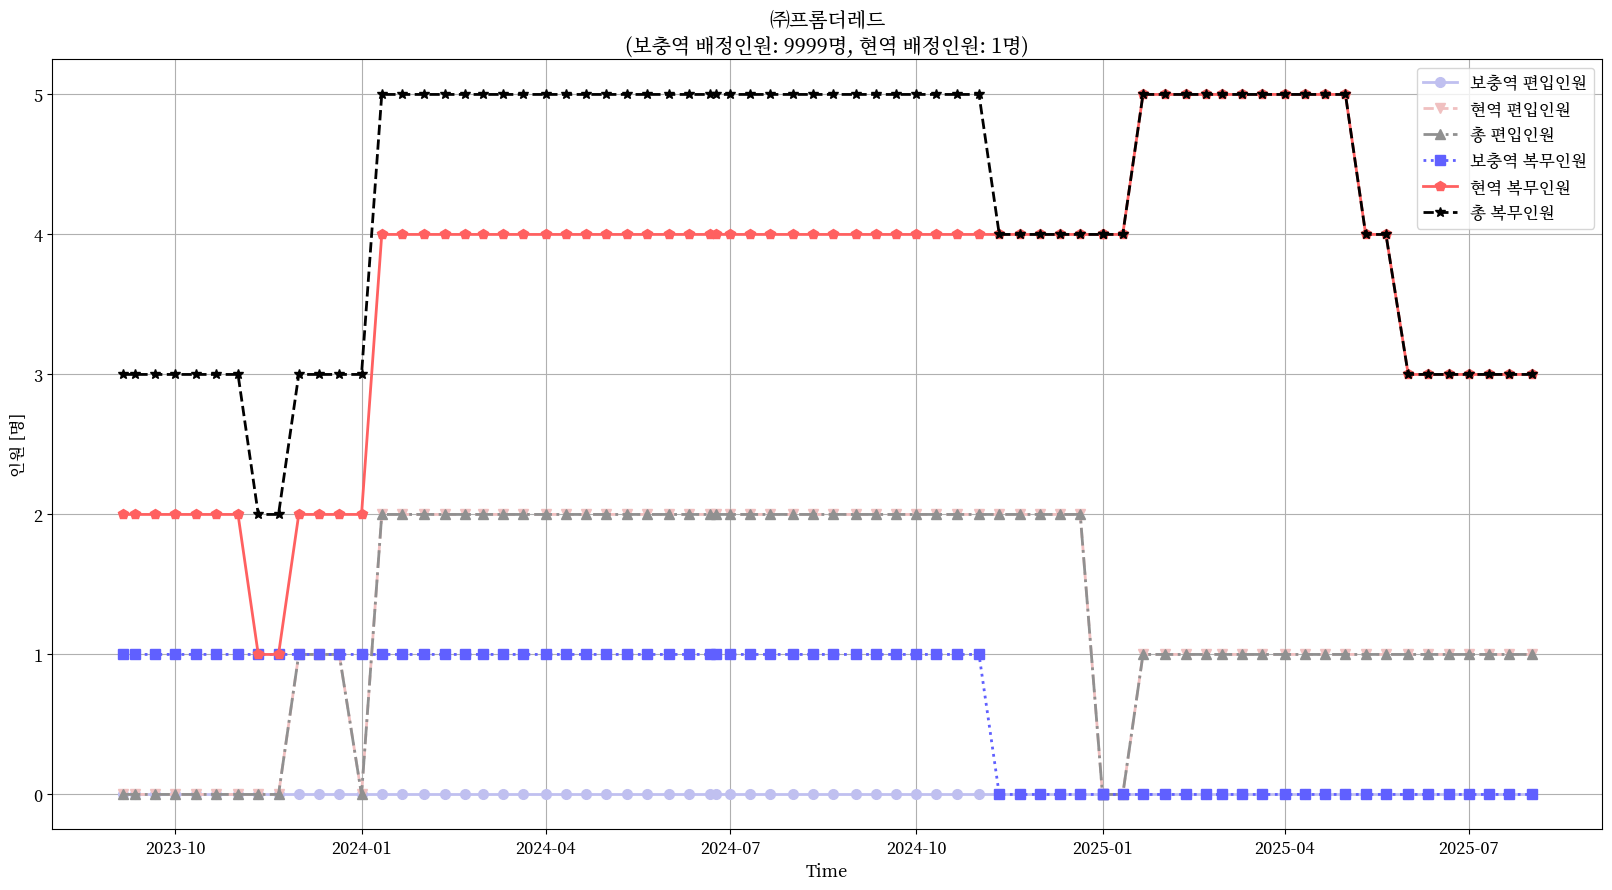 ㈜프롬더레드
(보충역 배정인원: 9999명, 현역 배정인원: 1명)
보충역 편입인원
현역 편입인원
총 편입인원
보충역 복무인원
현역 복무인원
총 복무인원
인원 [명]
5
4
3
2
1
0
2023-10
2024-01
2024-04
2024-07
2024-10
2025-01
2025-04
2025-07
Time